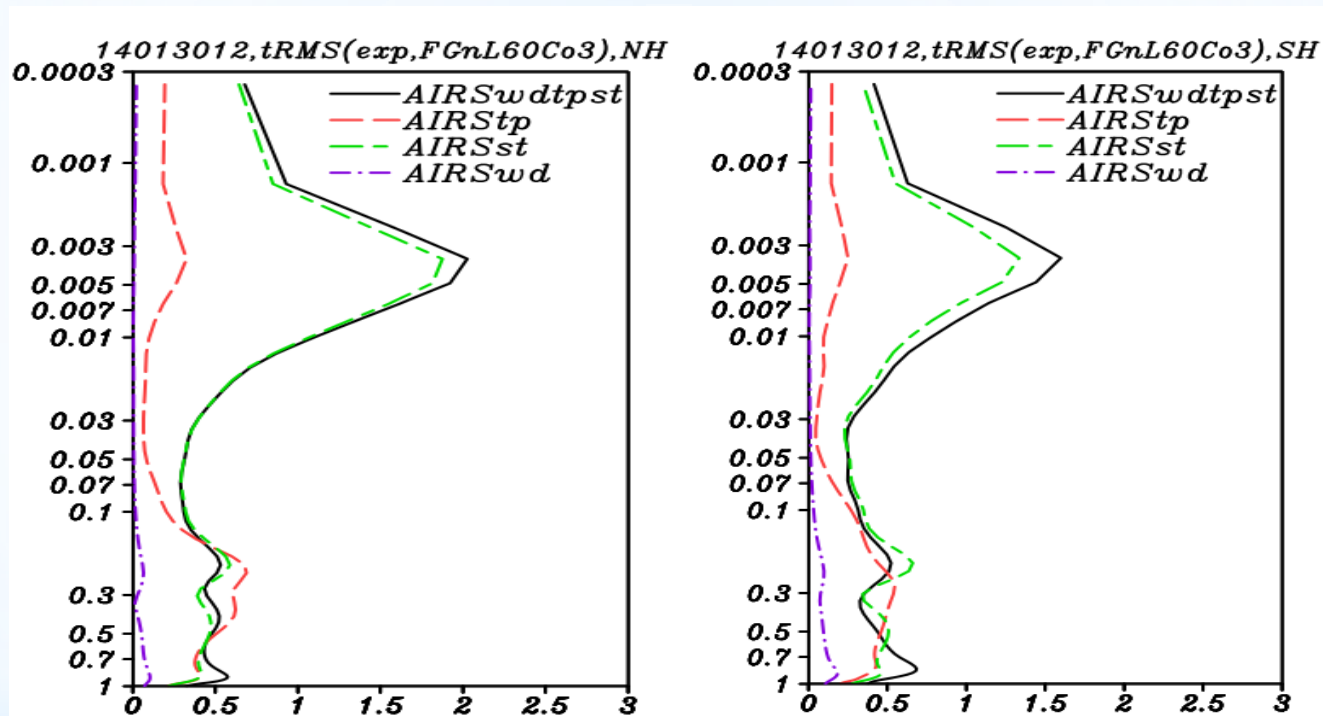 14013012,tRMS(exp,FGnL60Co3),NH
AIRSwdtpst
AIRStp
AIRSst
AIRSwd
0.0003
0.001
0.003
0.005
0.007
0.01
0.03
0.05
0.07
0.1
0.3
0.5
0.7
1
0 0.5 1 1.5 2 2.5 3
14013012,tRMS(exp,FGnL60Co3),SH
AIRSwdtpst
AIRStp
AIRSst
AIRSwd
0.0003
0.001
0.003
0.005
0.007
0.01
0.03
0.05
0.07
0.1
0.3
0.5
0.7
1
0 0.5 1 1.5 2 2.5 3